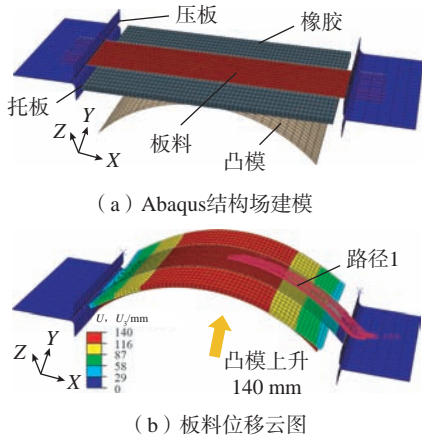 压板
橡胶
托板
板料
凸模
Z
Y
X
（a）Abaqus结构场建模
路径1
U，U₂/mm
140
116
87
58
29
0
Z
Y
X
凸模上升
140 mm
（b）板料位移云图